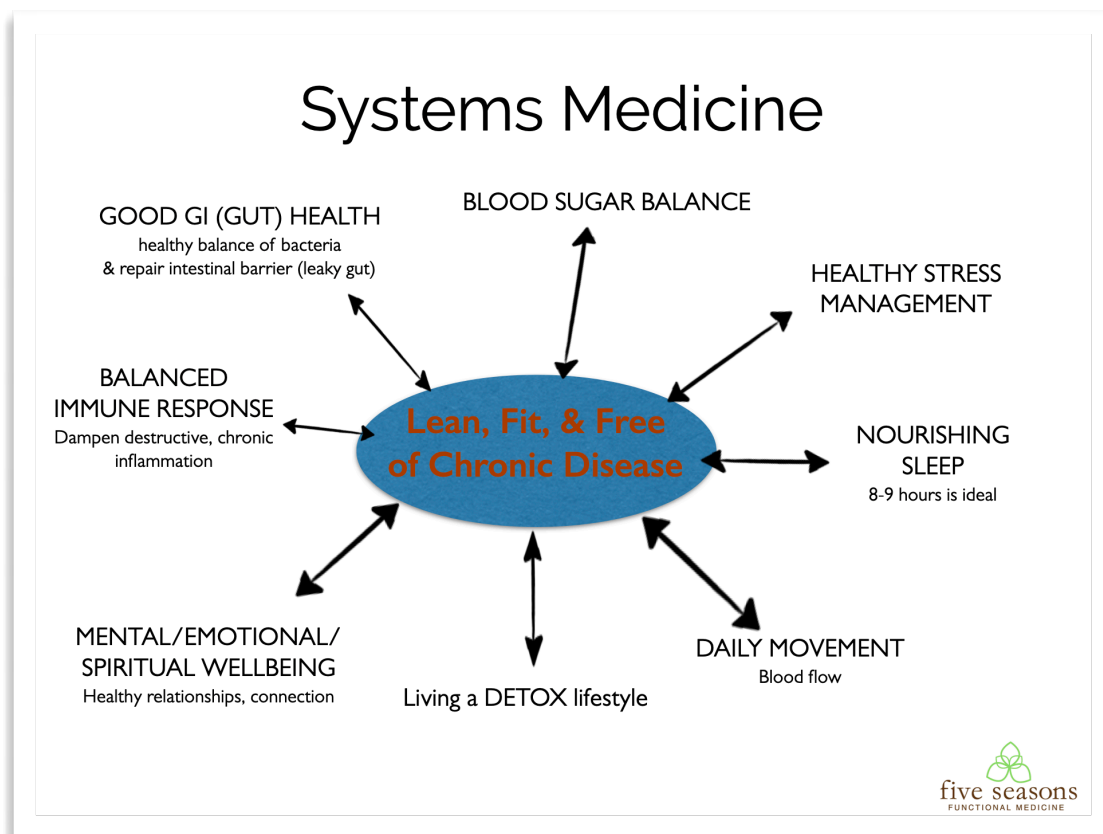 Systems Medicine
BLOOD SUGAR BALANCE
GOOD GI (GUT) HEALTH
healthy balance of bacteria
& repair intestinal barrier (leaky gut)
HEALTHY STRESS
MANAGEMENT
BALANCED
IMMUNE RESPONSE
Dampen destructive, chronic
inflammation
Lean, Fit, & Free
of Chronic Disease
NOURISHING
SLEEP
8-9 hours is ideal
MENTAL/EMOTIONAL/
SPIRITUAL WELLBEING
Healthy relationships, connection
Living a DETOX lifestyle
DAILY MOVEMENT
Blood flow
five seasons
FUNCTIONAL MEDICINE